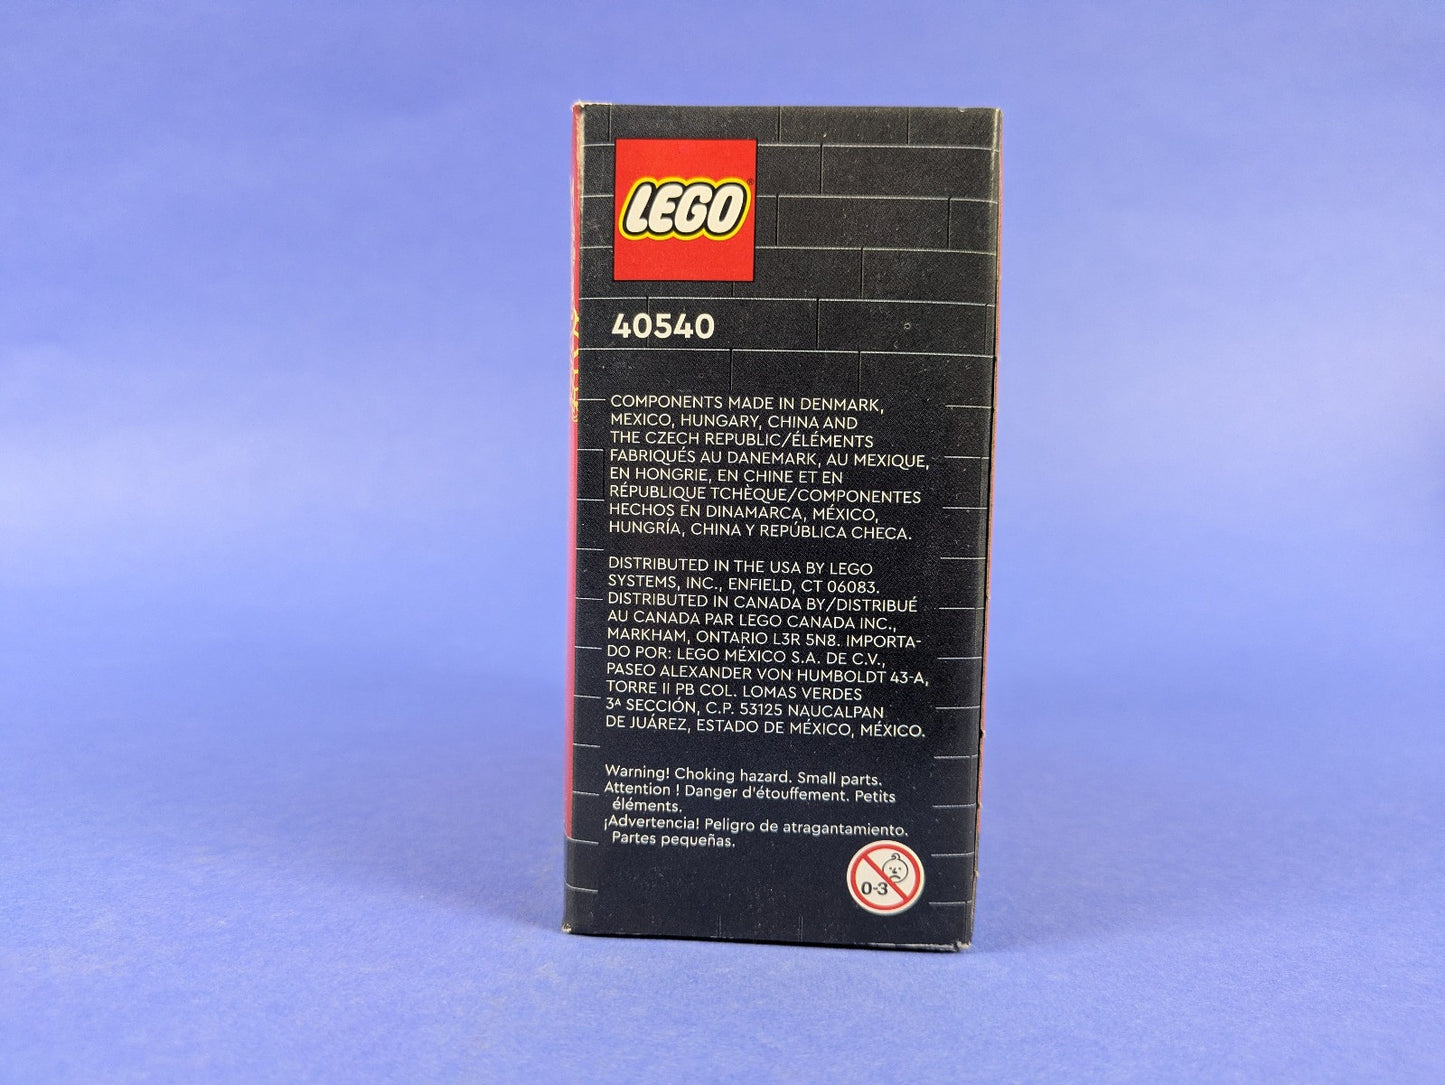 LEGO®
40540
COMPONENTS MADE IN DENMARK,
MEXICO, HUNGARY, CHINA AND
THE CZECH REPUBLIC/ÉLÉMENTS
FABRIQUÉS AU DANEMARK, AU MEXIQUE,
EN HONGRIE, EN CHINE ET EN
RÉPUBLIQUE TCHÈQUE/COMPONENTES
HECHOS EN DINAMARCA, MÉXICO,
HUNGRÍA, CHINA Y REPÚBLICA CHECA.
DISTRIBUTED IN THE USA BY LEGO
SYSTEMS, INC., ENFIELD, CT 06083.
DISTRIBUTED IN CANADA BY/DISTRIBUÉ
AU CANADA PAR LEGO CANADA INC.,
MARKHAM, ONTARIO L3R 5N8. IMPORTA-
DO POR: LEGO MÉXICO S.A. DE C.V.,
PASEO ALEXANDER VON HUMBOLDT 43-A,
TORRE II PB COL. LOMAS VERDES
3ᴬ SECCIÓN, C.P. 53125 NAUCALPAN
DE JUÁREZ, ESTADO DE MÉXICO, MÉXICO.
Warning! Choking hazard. Small parts.
Attention ! Danger d'étouffement. Petits
éléments.
¡Advertencia! Peligro de atragantamiento.
Partes pequeñas.
0-3